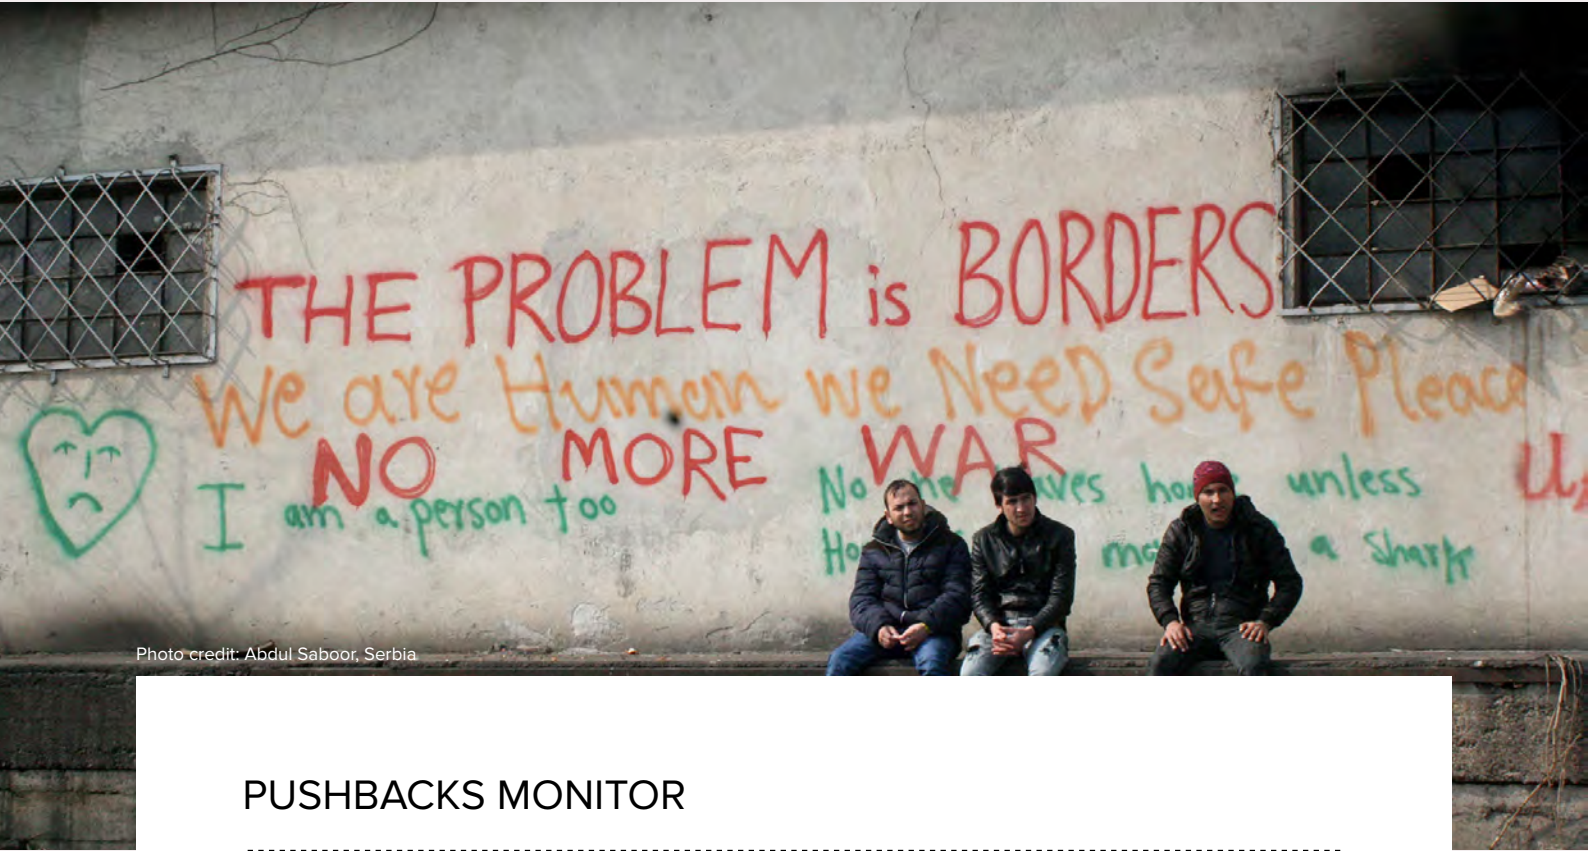 THE PROBLEM is BORDERS
We are Human we NeeD Safe Pleace
NO MORE WAR
I am a person too
No unless
a shark
Photo credit: Abdul Saboor, Serbia
PUSHBACKS MONITOR